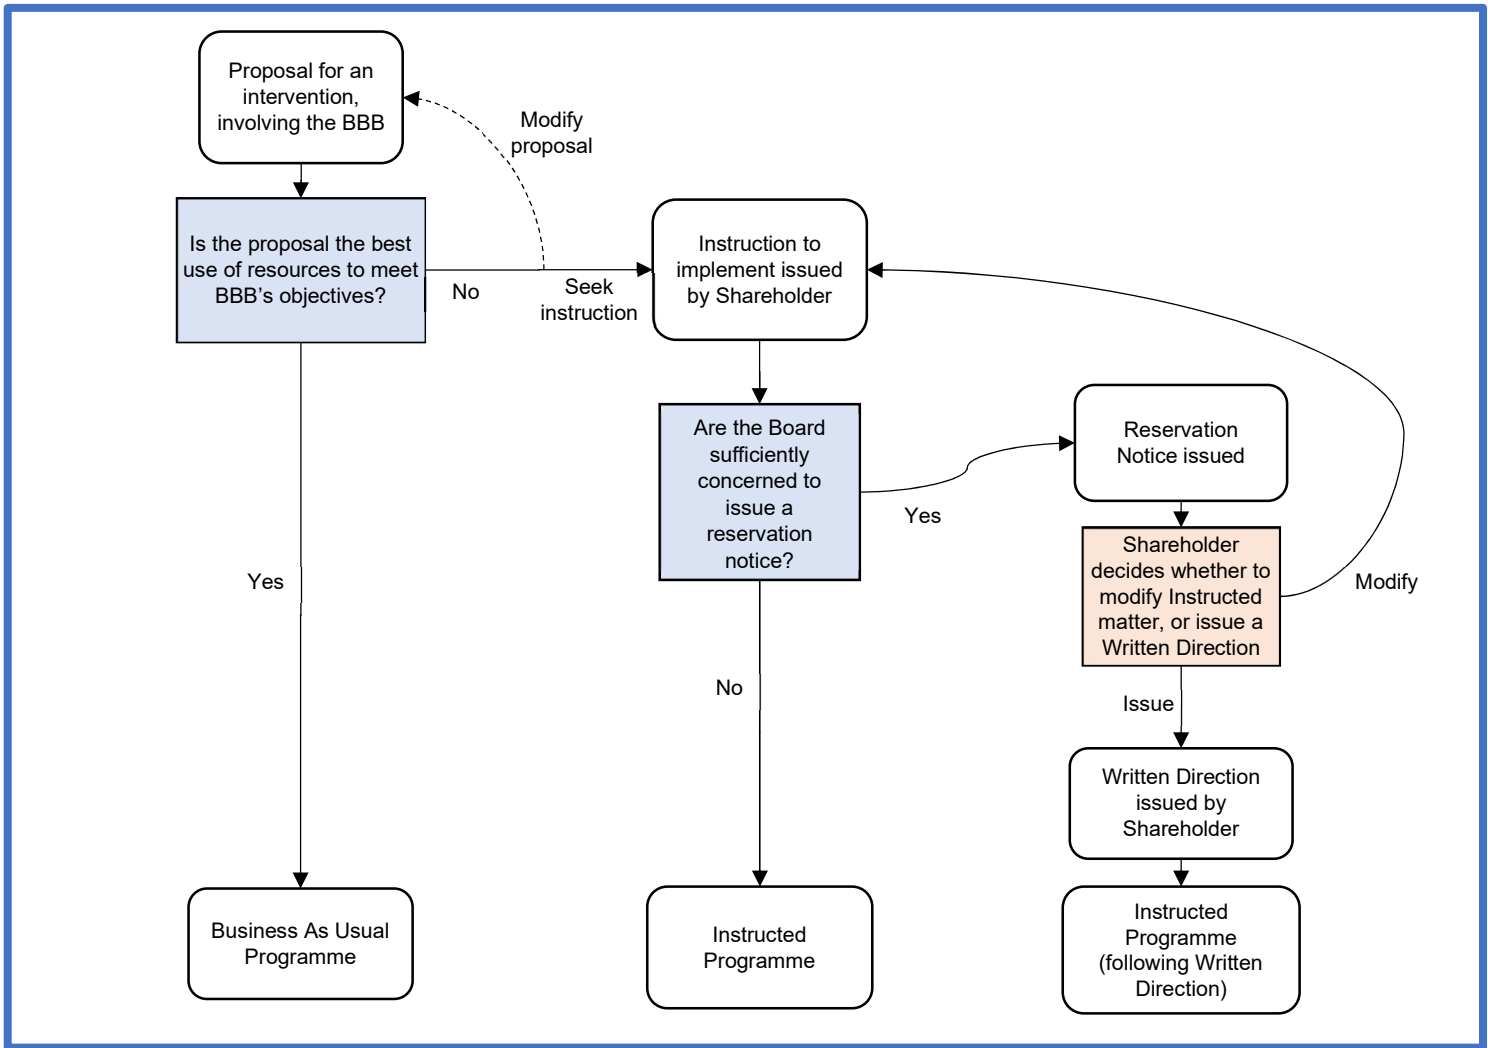 Proposal for an
intervention,
involving the BBB
Modify
proposal
Is the proposal the best
use of resources to meet
BBB's objectives?
No
Seek
instruction
Instruction to
implement issued
by Shareholder
Are the Board
sufficiently
concerned to
issue a
reservation
notice?
Yes
Reservation
Notice issued
Shareholder
decides whether to
modify Instructed
matter, or issue a
Written Direction
Modify
Yes
No
Issue
Written Direction
issued by
Shareholder
Business As Usual
Programme
Instructed
Programme
Instructed
Programme
(following Written
Direction)